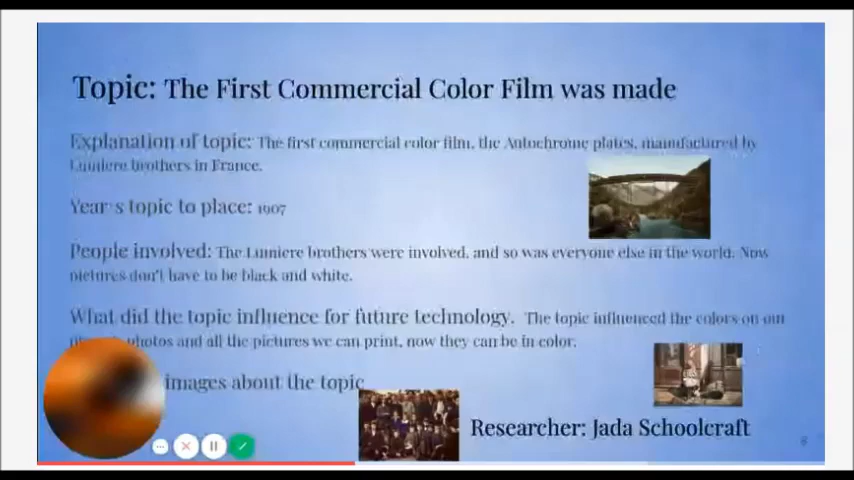 Topic: The First Commercial Color Film was made
Explanation of topic: The first commercial color film, the Autochrome plates, manufactured by
Lumiere brothers in France.
Year's topic to place: 1907
People involved: The Lumiere brothers were involved, and so was everyone else in the world. Now
pictures don't have to be black and white.
What did the topic influence for future technology. The topic influenced the colors on our
photos and all the pictures we can print, now they can be in color.
images about the topic
Researcher: Jada Schoolcraft